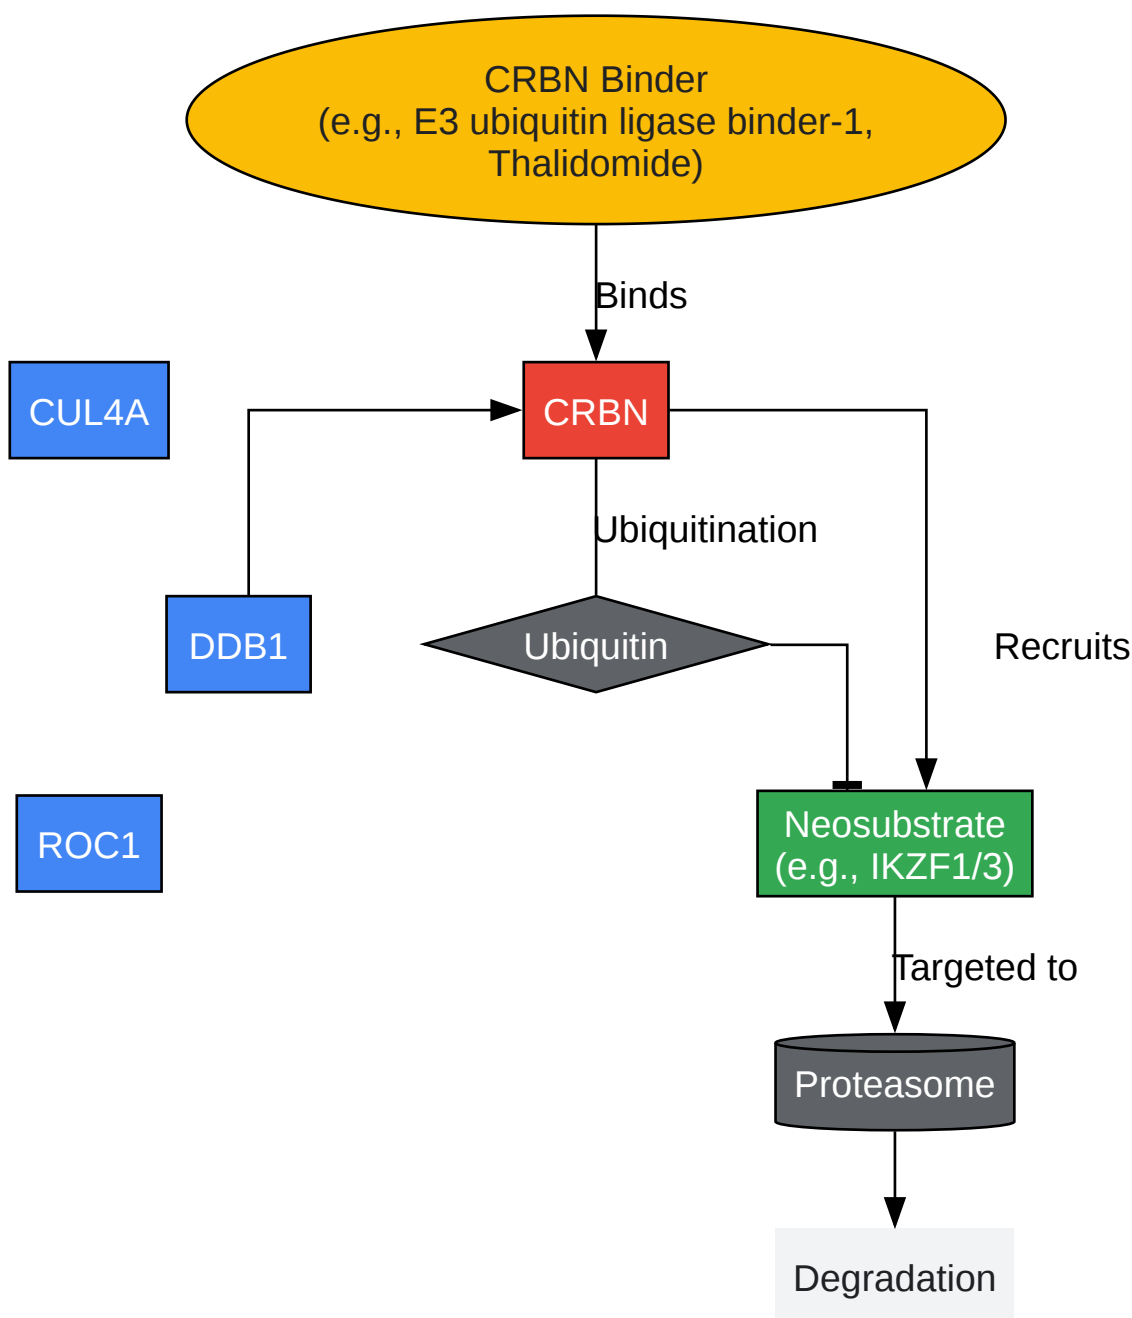 CRBN Binder
(e.g., E3 ubiquitin ligase binder-1,
Thalidomide)
Binds
CUL4A
CRBN
Ubiquitination
DDB1
Ubiquitin
Recruits
ROC1
Neosubstrate
(e.g., IKZF1/3)
Targeted to
Proteasome
Degradation